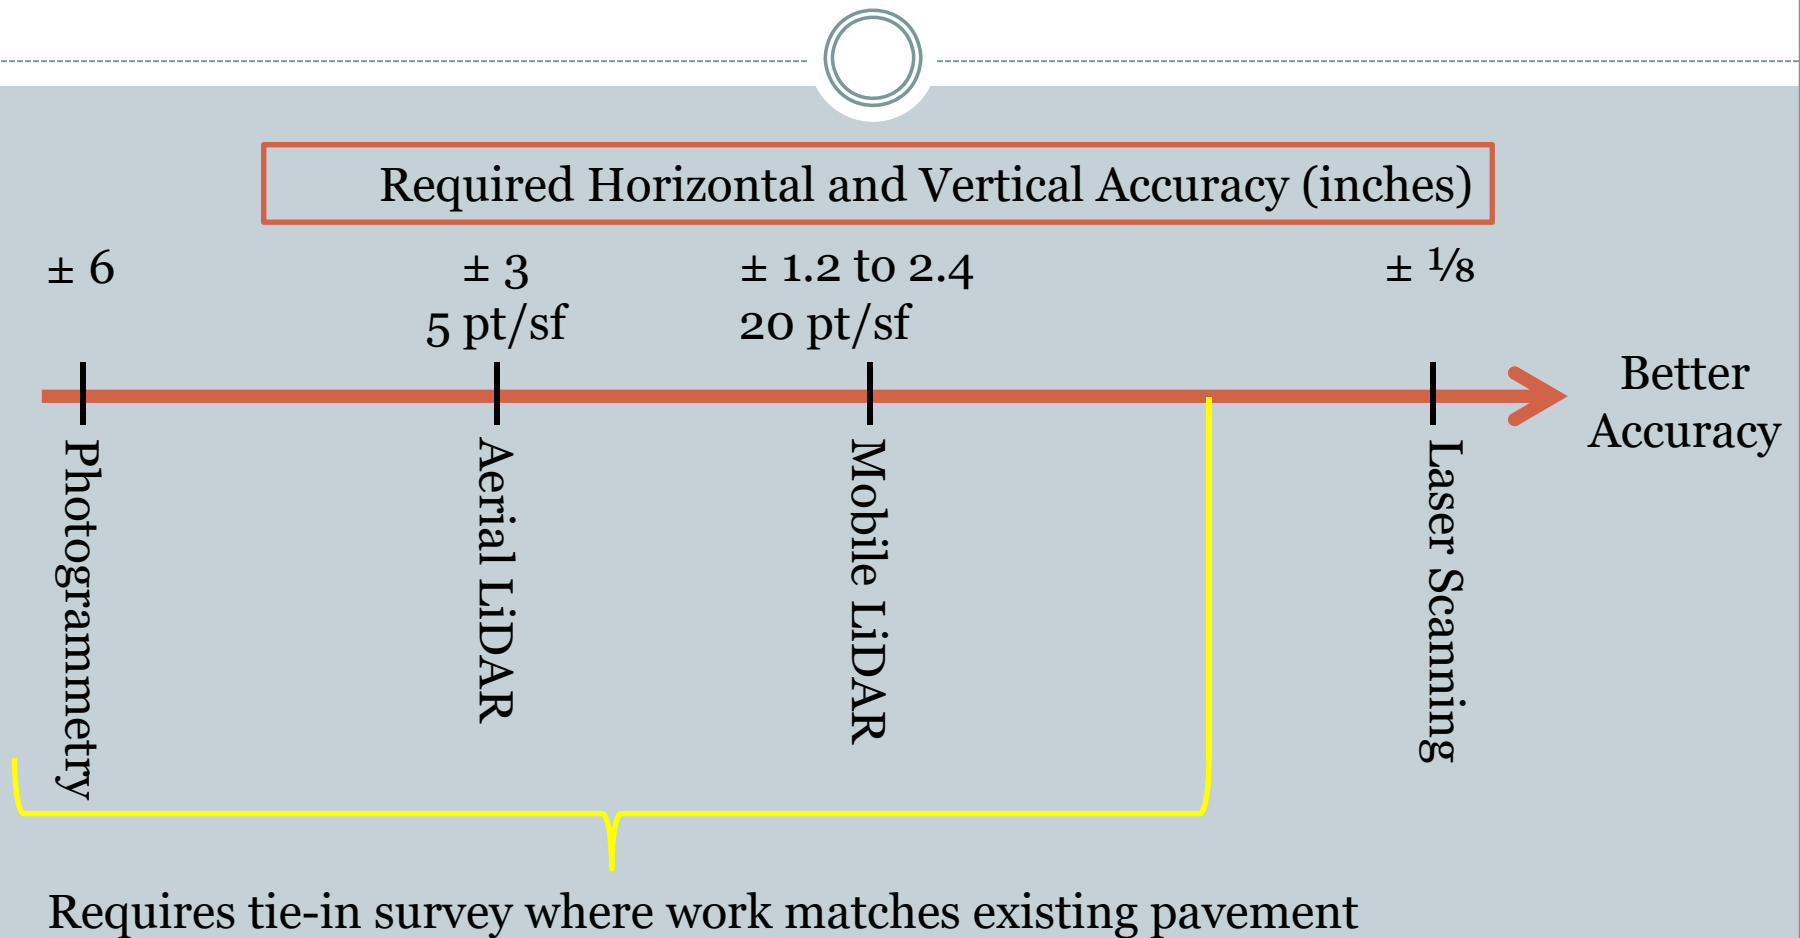 Required Horizontal and Vertical Accuracy (inches)
± 6
± 3
5 pt/sf
± 1.2 to 2.4
20 pt/sf
± ⅛
Better
Accuracy
Photogrammetry
Aerial LiDAR
Mobile LiDAR
Laser Scanning
Requires tie-in survey where work matches existing pavement